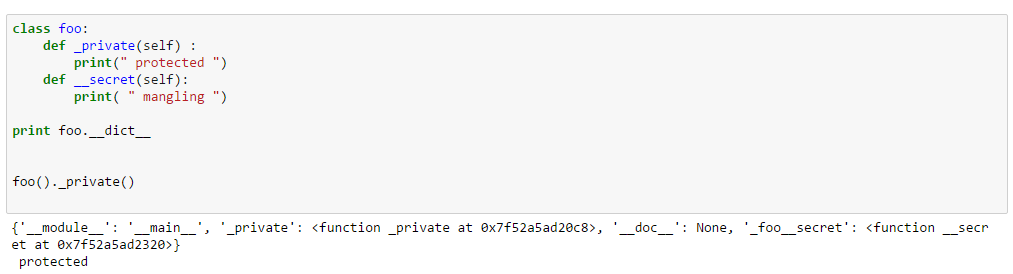 class foo:
    def _private(self) :
        print(" protected ")
    def __secret(self):
        print( " mangling ")
print foo.__dict__
foo()._private()
{'__module__': '__main__', '_private': <function _private at 0x7f52a5ad20c8>, '__doc__': None, '_foo__secret': <function __secr
et at 0x7f52a5ad2320>}
 protected